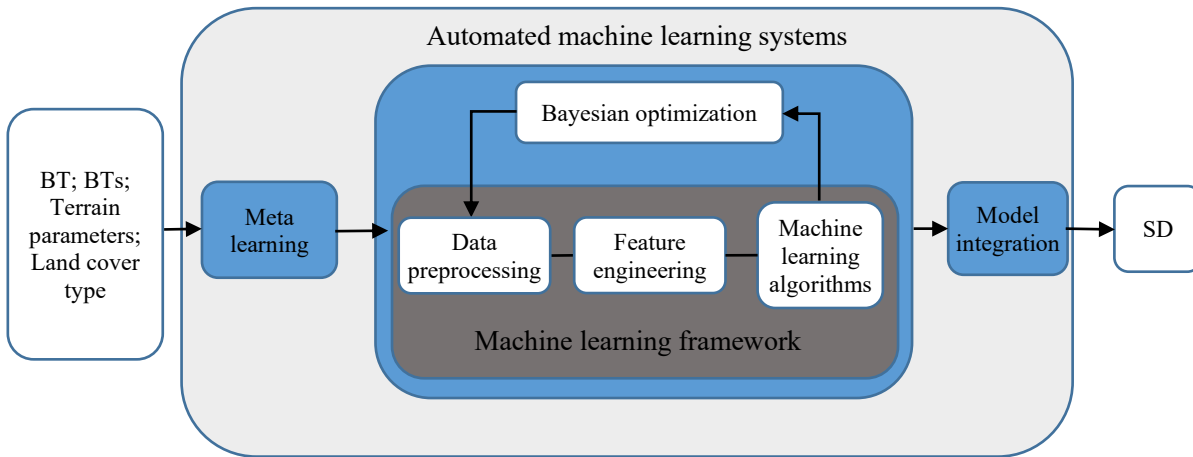 Automated machine learning systems
BT; BTs;
Terrain
parameters;
Land cover
type
Meta
learning
Bayesian optimization
Data
preprocessing
Feature
engineering
Machine
learning
algorithms
Machine learning framework
Model
integration
SD